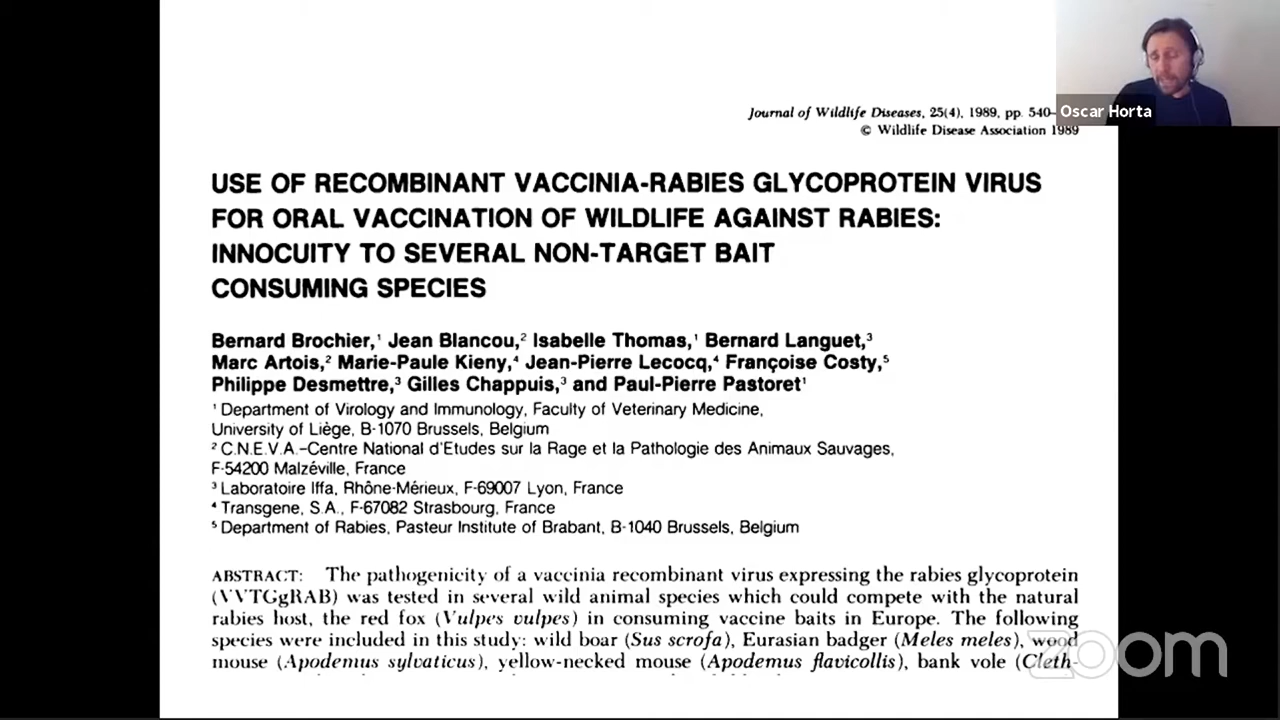 Journal of Wildlife Diseases, 25(4), 1989, pp. 540–
© Wildlife Disease Association 1989
Oscar Horta
USE OF RECOMBINANT VACCINIA-RABIES GLYCOPROTEIN VIRUS
FOR ORAL VACCINATION OF WILDLIFE AGAINST RABIES:
INNOCUITY TO SEVERAL NON-TARGET BAIT
CONSUMING SPECIES
Bernard Brochier,¹ Jean Blancou,² Isabelle Thomas,¹ Bernard Languet,³
Marc Artois,² Marie-Paule Kieny,⁴ Jean-Pierre Lecocq,⁴ Françoise Costy,⁵
Philippe Desmettre,³ Gilles Chappuis,³ and Paul-Pierre Pastoret¹
¹ Department of Virology and Immunology, Faculty of Veterinary Medicine,
University of Liège, B-1070 Brussels, Belgium
² C.N.E.V.A.–Centre National d'Etudes sur la Rage et la Pathologie des Animaux Sauvages,
F-54200 Malzéville, France
³ Laboratoire Iffa, Rhône-Mérieux, F-69007 Lyon, France
⁴ Transgene, S.A., F-67082 Strasbourg, France
⁵ Department of Rabies, Pasteur Institute of Brabant, B-1040 Brussels, Belgium
ABSTRACT: The pathogenicity of a vaccinia recombinant virus expressing the rabies glycoprotein
(VVTGgRAB) was tested in several wild animal species which could compete with the natural
rabies host, the red fox (Vulpes vulpes) in consuming vaccine baits in Europe. The following
species were included in this study: wild boar (Sus scrofa), Eurasian badger (Meles meles), wood
mouse (Apodemus sylvaticus), yellow-necked mouse (Apodemus flavicollis), bank vole (Cleth-
zoom